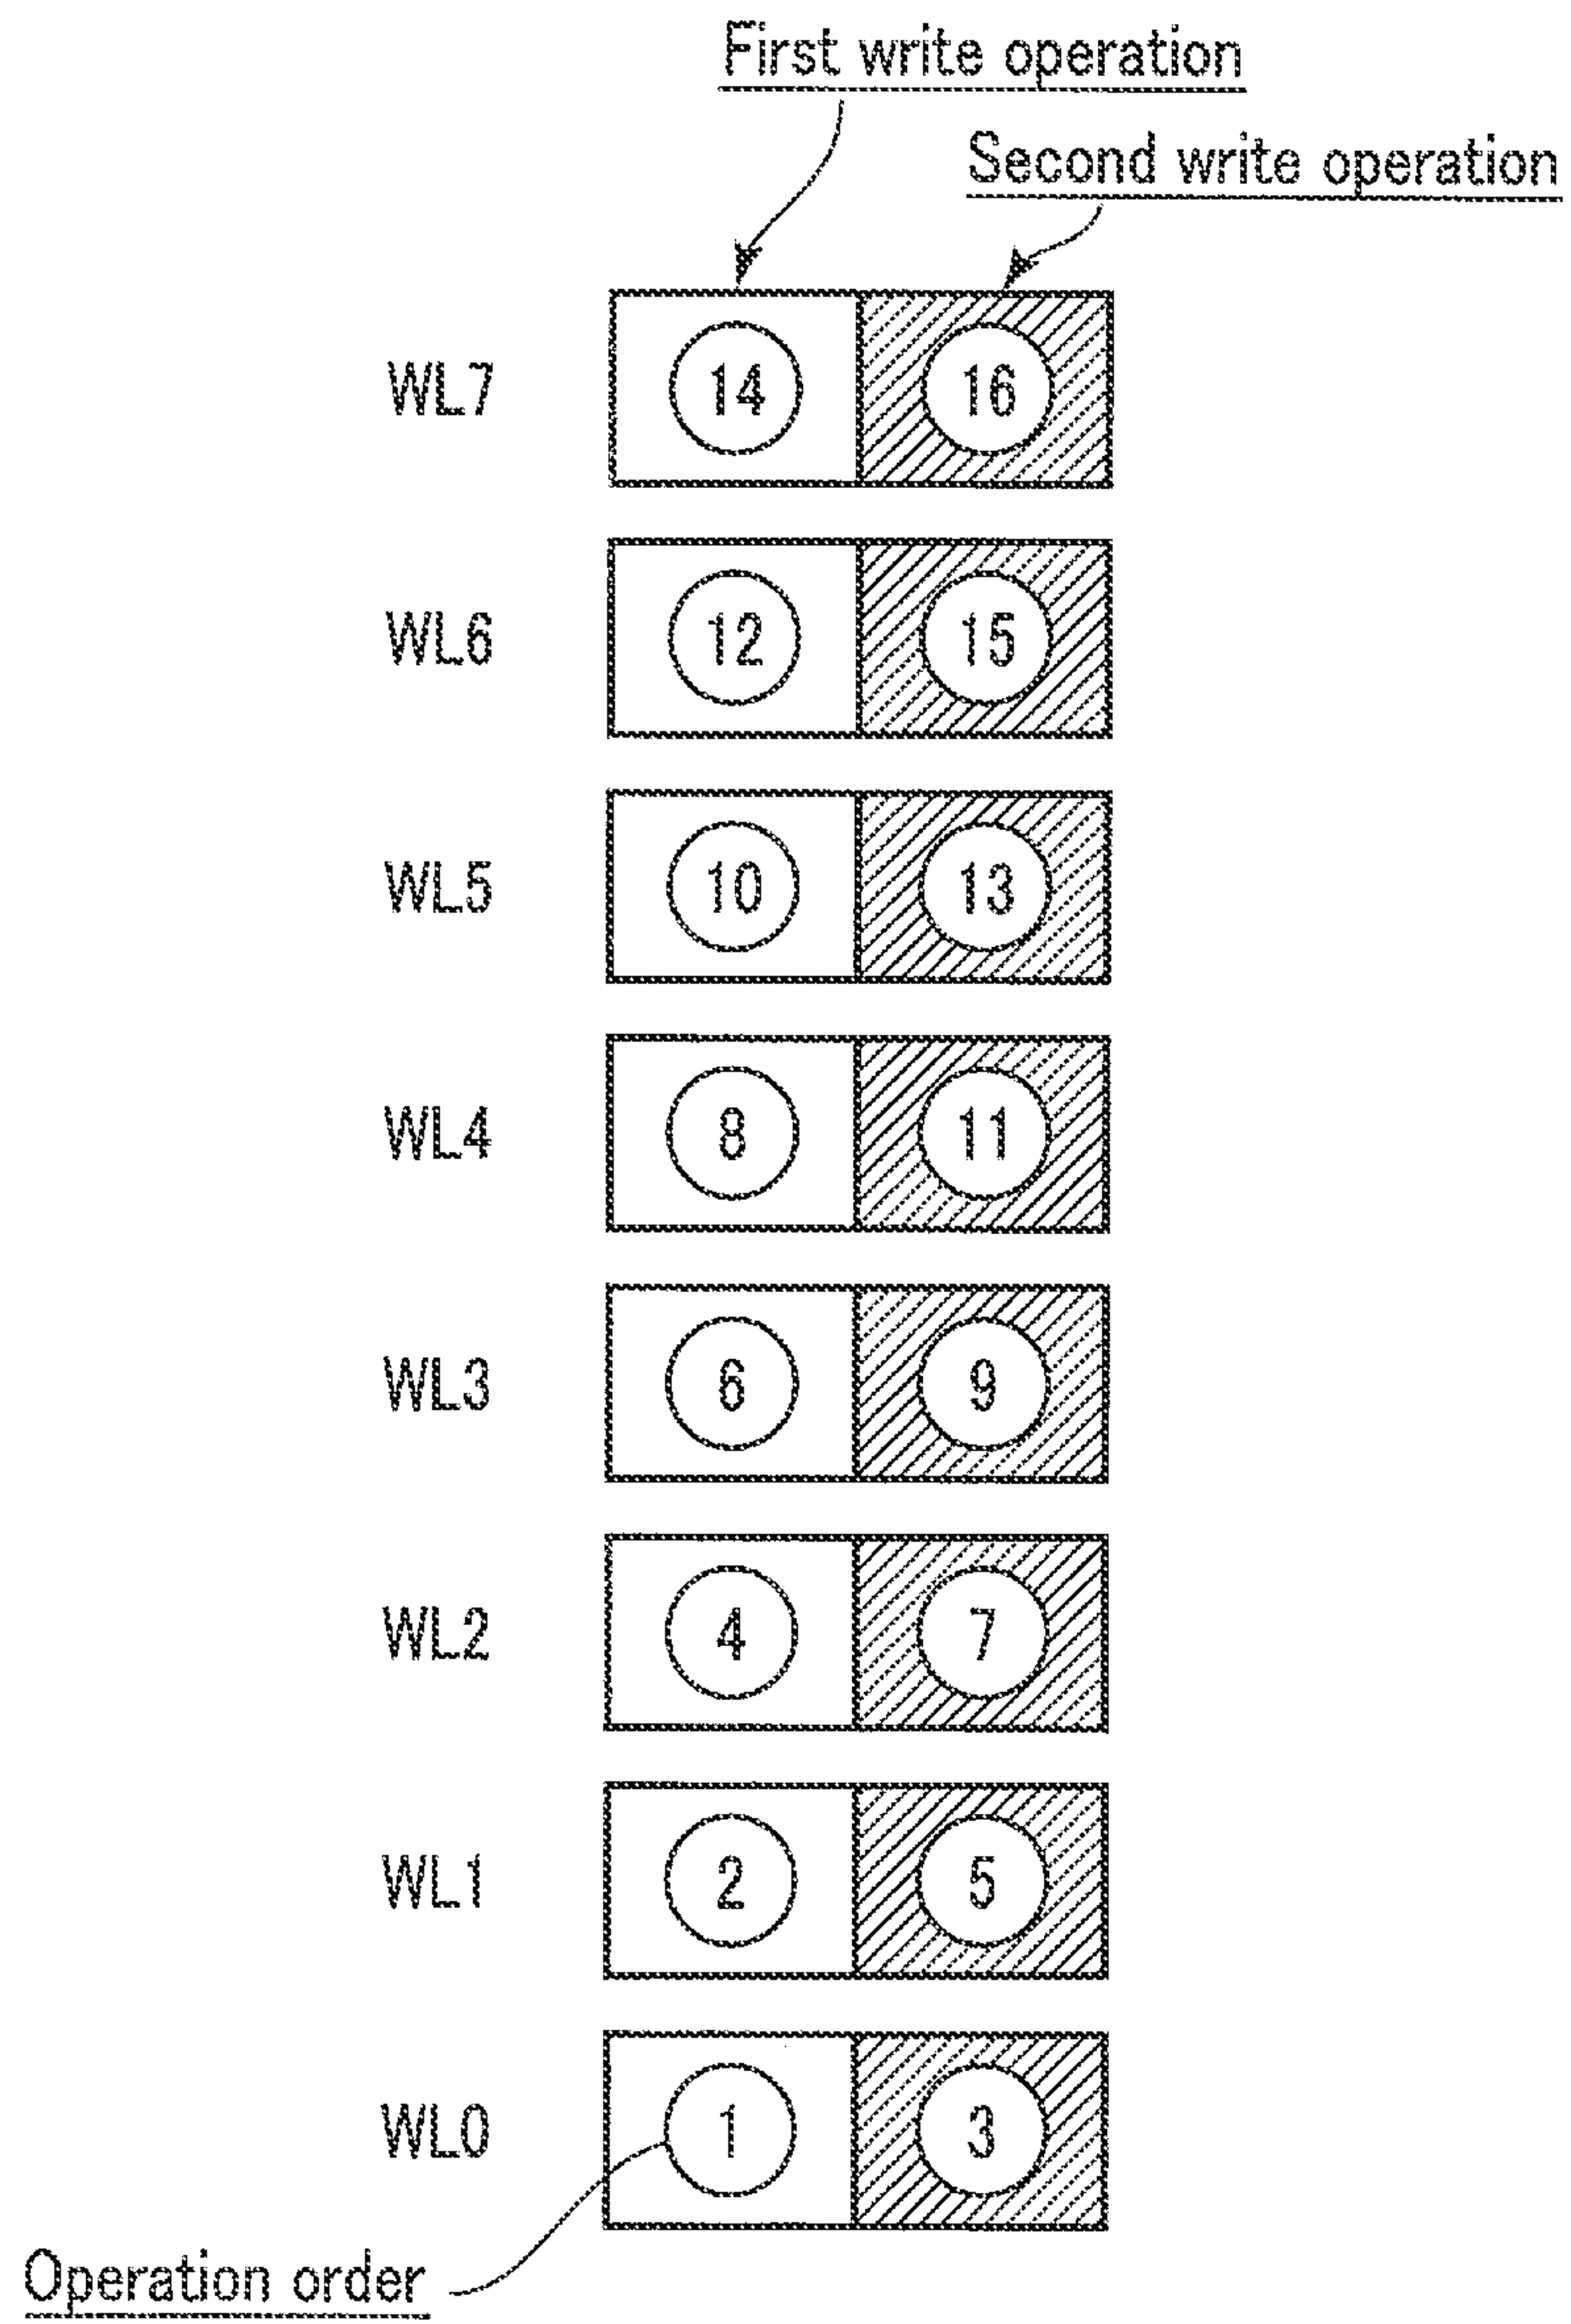 First write operation
Second write operation
WL7 14 16
WL6 12 15
WL5 10 13
WL4 8 11
WL3 6 9
WL2 4 7
WL1 2 5
WL0 1 3
Operation order